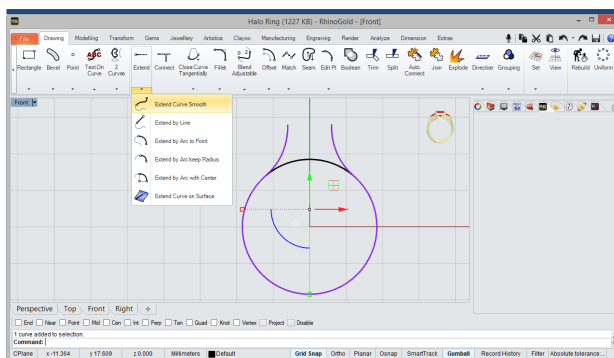 Halo Ring (1227 KB) - RhinoGold - [Front]
File Drawing Modelling Transform Gems Jewellery Artistics Clayoo Manufacturing Engraving Render Analyze Dimension Extras
Rectangle Bevel Point Text On Curve 2 Curves Extend Connect Close Curve Tangentially Fillet Blend Adjustable Offset Match Seam Edit Pt Boolean Trim Split Auto Connect Join Explode Direction Grouping Set View Rebuild Uniform
Front
Extend Curve Smooth
Extend by Line
Extend by Arc to Point
Extend by Arc keep Radius
Extend by Arc with Center
Extend Curve on Surface
Perspective Top Front Right
End Near Point Mid Cen Int Perp Tan Quad Knot Vertex Project Disable
1 curve added to selection.
Command:
CPlane x -11.364 y 17.609 z 0.000 Millimeters Default Grid Snap Ortho Planar Osnap SmartTrack Gumball Record History Filter Absolute tolerance...